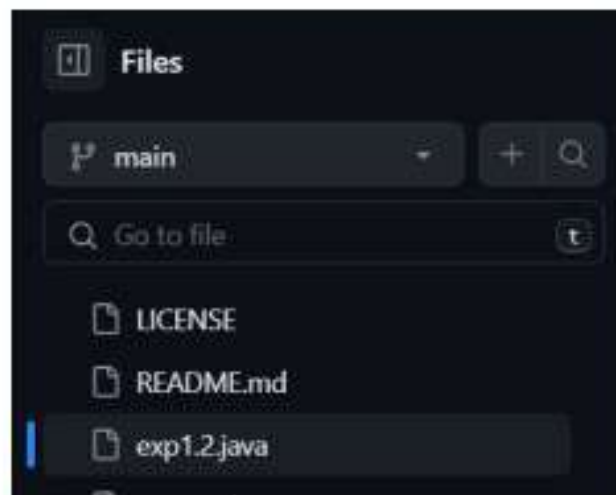 Files
main
Go to file t
LICENSE
README.md
exp1.2.java